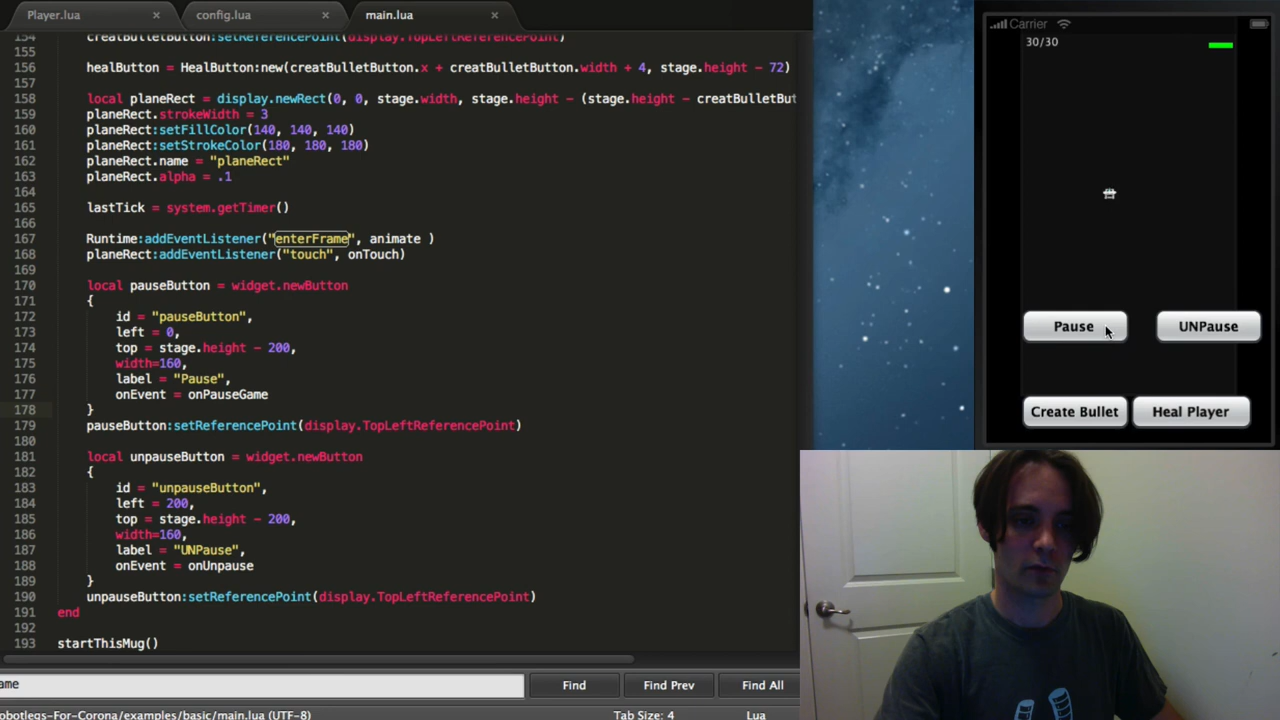 Player.lua
config.lua
main.lua
154 creatBulletButton:setReferencePoint(display.TopLeftReferencePoint)
155
156 healButton = HealButton:new(creatBulletButton.x + creatBulletButton.width + 4, stage.height - 72)
157
158 local planeRect = display.newRect(0, 0, stage.width, stage.height - (stage.height - creatBulletBut
159 planeRect.strokeWidth = 3
160 planeRect:setFillColor(140, 140, 140)
161 planeRect:setStrokeColor(180, 180, 180)
162 planeRect.name = "planeRect"
163 planeRect.alpha = .1
164
165 lastTick = system.getTimer()
166
167 Runtime:addEventListener("enterFrame", animate )
168 planeRect:addEventListener("touch", onTouch)
169
170 local pauseButton = widget.newButton
171 {
172 id = "pauseButton",
173 left = 0,
174 top = stage.height - 200,
175 width=160,
176 label = "Pause",
177 onEvent = onPauseGame
178 }
179 pauseButton:setReferencePoint(display.TopLeftReferencePoint)
180
181 local unpauseButton = widget.newButton
182 {
183 id = "unpauseButton",
184 left = 200,
185 top = stage.height - 200,
186 width=160,
187 label = "UNPause",
188 onEvent = onUnpause
189 }
190 unpauseButton:setReferencePoint(display.TopLeftReferencePoint)
191 end
192
193 startThisMug()
ame
Find
Find Prev
Find All
obotlegs-For-Corona/examples/basic/main.lua (UTF-8)
Tab Size: 4
Lua
Carrier
30/30
Pause
UNPause
Create Bullet
Heal Player